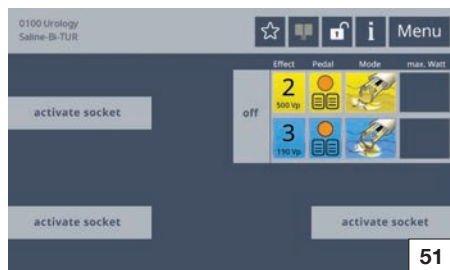 0100 Urology
Saline-Bi-TUR
i Menu
Effect Pedal Mode max. Watt
2
500 Vp
off
3
190 Vp
activate socket
activate socket
activate socket
51